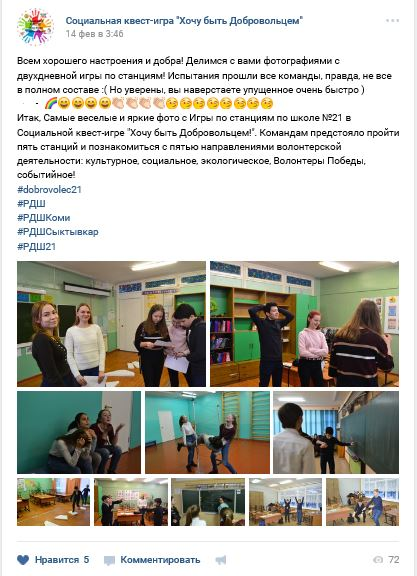 Социальная квест-игра "Хочу быть Добровольцем"
14 фев в 3:46
Всем хорошего настроения и добра! Делимся с вами фотографиями с
двухдневной игры по станциям! Испытания прошли все команды, правда, не все
в полном составе :( Но уверены, вы наверстаете упущенное очень быстро )
Итак, Самые веселые и яркие фото с Игры по станциям по школе №21 в
Социальной квест-игре "Хочу быть Добровольцем!". Командам предстояло пройти
пять станций и познакомиться с пятью направлениями волонтерской
деятельности: культурное, социальное, экологическое, Волонтеры Победы,
событийное!
#dobrovolec21
#РДШ
#РДШКоми
#РДШСыктывкар
#РДШ21
Нравится 5 Комментировать 72